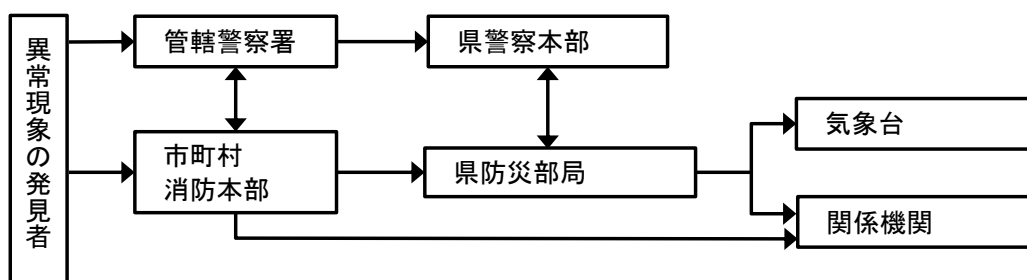 異常現象の発見者
管轄警察署
県警察本部
市町村
消防本部
県防災部局
気象台
関係機関